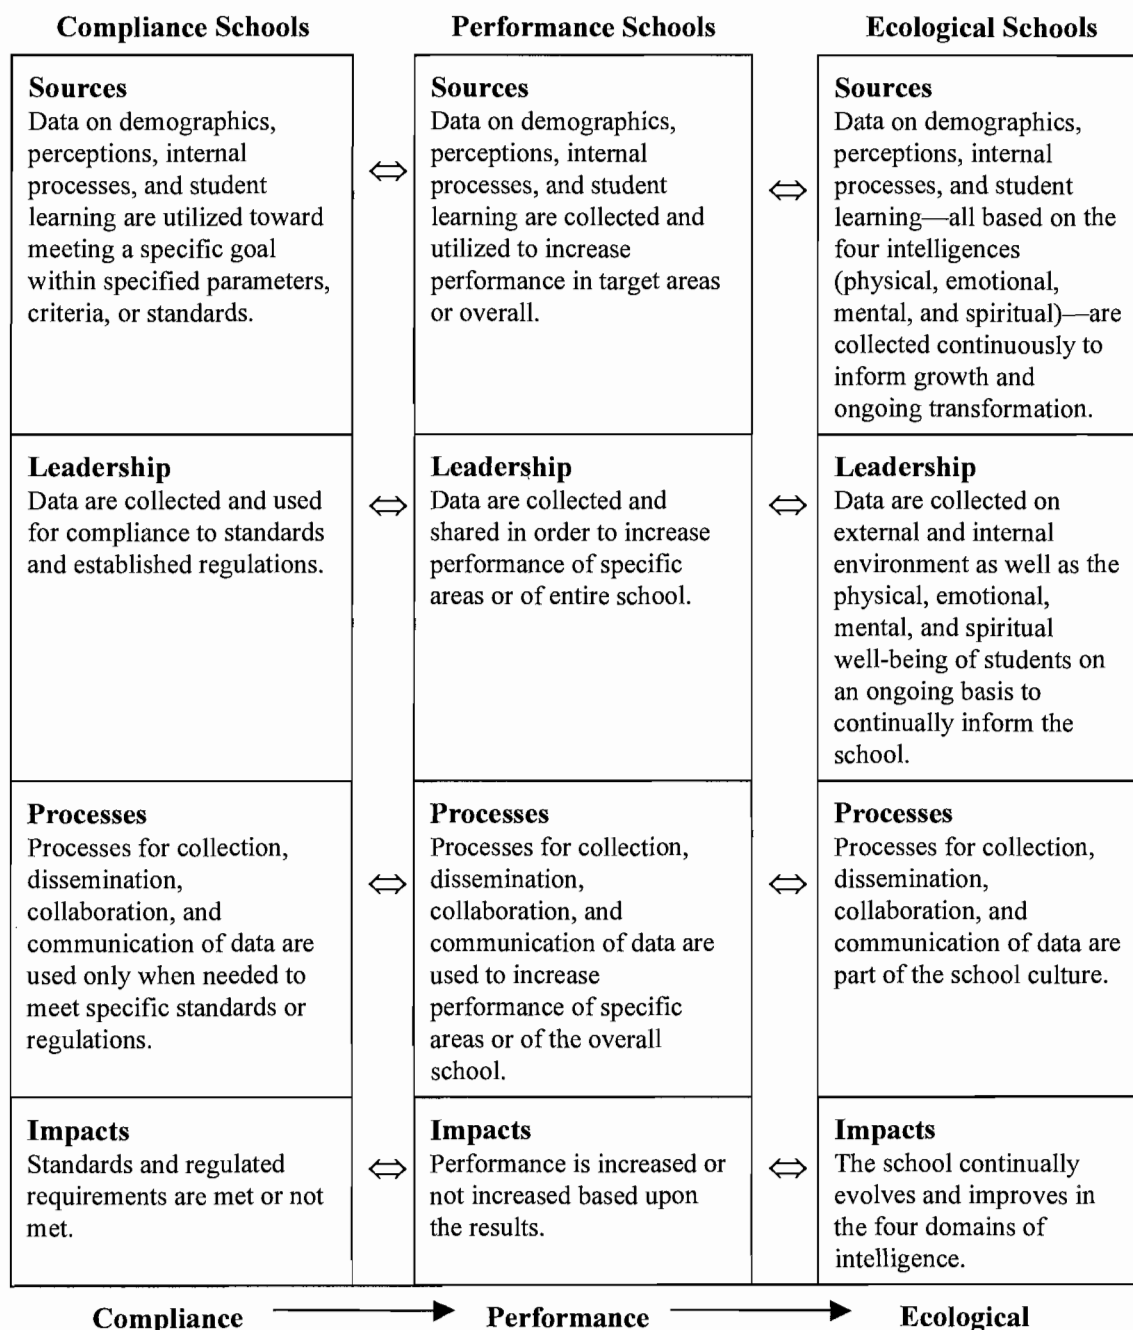 Compliance Schools
Performance Schools
Ecological Schools
Sources
Data on demographics,
perceptions, internal
processes, and student
learning are utilized toward
meeting a specific goal
within specified parameters,
criteria, or standards.
⇔
Sources
Data on demographics,
perceptions, internal
processes, and student
learning are collected and
utilized to increase
performance in target areas
or overall.
⇔
Sources
Data on demographics,
perceptions, internal
processes, and student
learning—all based on the
four intelligences
(physical, emotional,
mental, and spiritual)—are
collected continuously to
inform growth and
ongoing transformation.
Leadership
Data are collected and used
for compliance to standards
and established regulations.
⇔
Leadership
Data are collected and
shared in order to increase
performance of specific
areas or of entire school.
⇔
Leadership
Data are collected on
external and internal
environment as well as the
physical, emotional,
mental, and spiritual
well-being of students on
an ongoing basis to
continually inform the
school.
Processes
Processes for collection,
dissemination,
collaboration, and
communication of data are
used only when needed to
meet specific standards or
regulations.
⇔
Processes
Processes for collection,
dissemination,
collaboration, and
communication of data are
used to increase
performance of specific
areas or of the overall
school.
⇔
Processes
Processes for collection,
dissemination,
collaboration, and
communication of data are
part of the school culture.
Impacts
Standards and regulated
requirements are met or not
met.
⇔
Impacts
Performance is increased or
not increased based upon
the results.
⇔
Impacts
The school continually
evolves and improves in
the four domains of
intelligence.
Compliance
Performance
Ecological